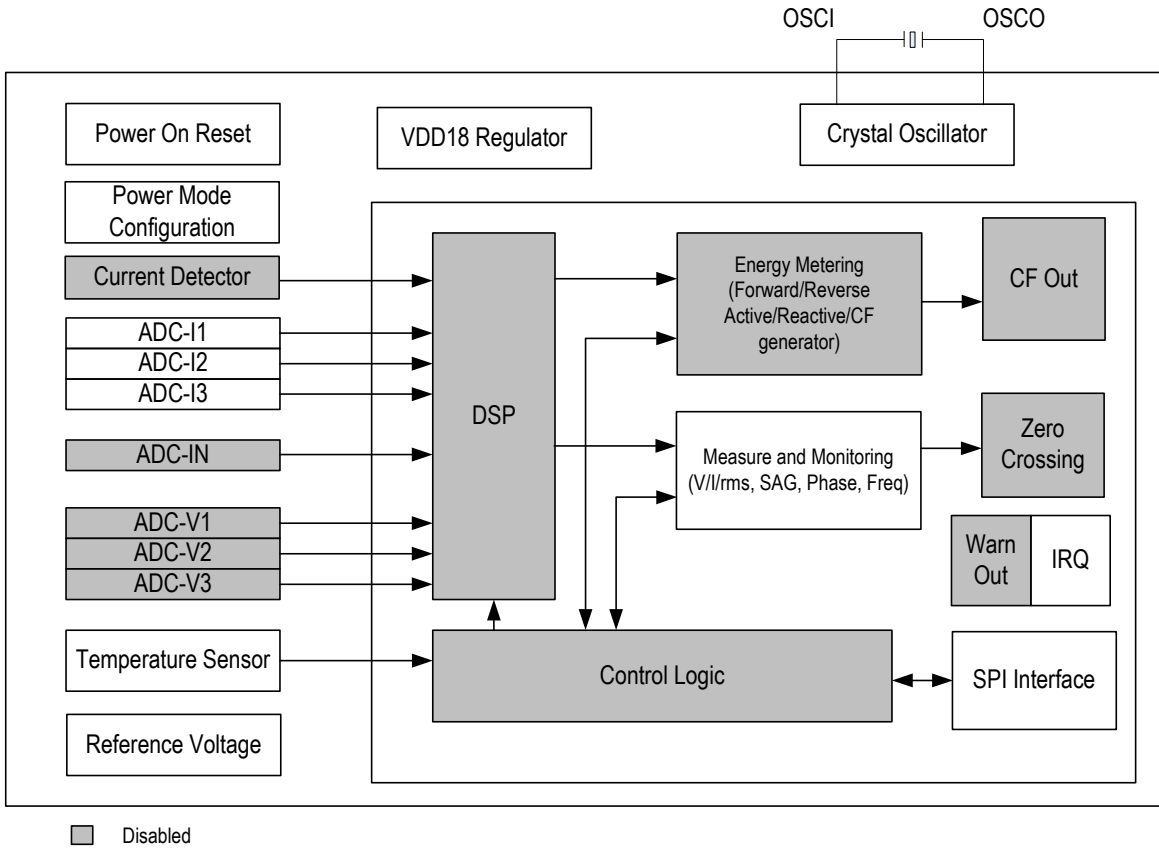 OSCI
OSCO
Power On Reset
VDD18 Regulator
Crystal Oscillator
Power Mode
Configuration
Current Detector
ADC-I1
ADC-I2
ADC-I3
ADC-IN
ADC-V1
ADC-V2
ADC-V3
Temperature Sensor
Reference Voltage
DSP
Energy Metering
(Forward/Reverse
Active/Reactive/CF
generator)
CF Out
Measure and Monitoring
(V/I/rms, SAG, Phase, Freq)
Zero
Crossing
Warn
Out
IRQ
Control Logic
SPI Interface
Disabled